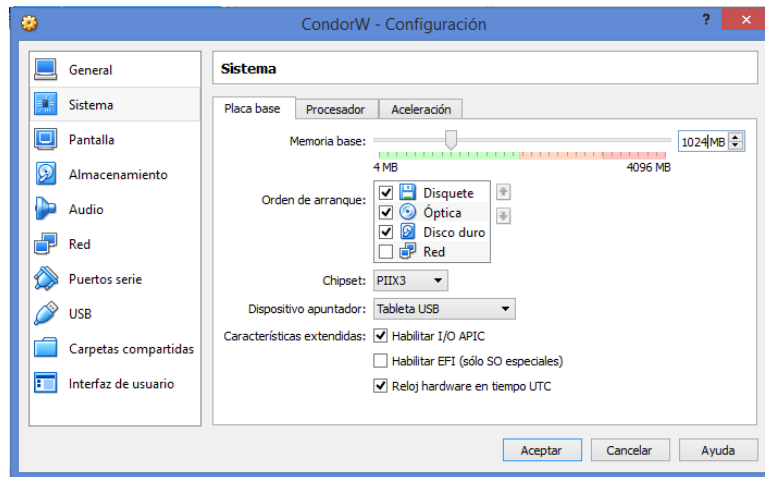 CondorW - Configuración
?
×
General
Sistema
Pantalla
Almacenamiento
Audio
Red
Puertos serie
USB
Carpetas compartidas
Interfaz de usuario
Sistema
Placa base Procesador Aceleración
Memoria base: 1024 MB
4 MB 4096 MB
Orden de arranque: Disquete
Óptica
Disco duro
Red
Chipset: PIIX3
Dispositivo apuntador: Tableta USB
Características extendidas: Habilitar I/O APIC
Habilitar EFI (sólo SO especiales)
Reloj hardware en tiempo UTC
Aceptar Cancelar Ayuda